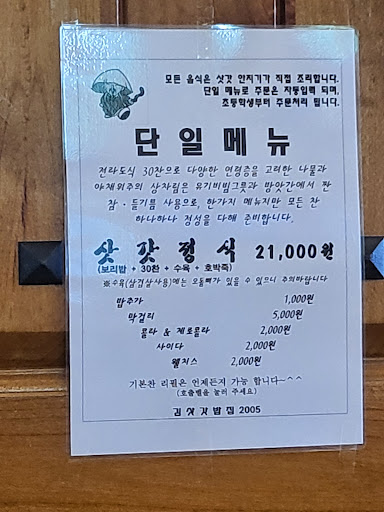 모든 음식은 삿갓 안지기가 직접 조리합니다.
단일 메뉴로 주문은 자동입력 되며,
초등학생부터 주문처리 됩니다.
단일메뉴
전라도식 30찬으로 다양한 연령층을 고려한 나물과
야채위주의 상차림은 유기비빔그릇과 방앗간에서 짠
참·들기름 사용으로, 한가지 메뉴지만 모든 찬
하나하나 정성을 다해 준비합니다.
삿갓정식 21,000원
(보리밥 + 30찬 + 수육 + 호박죽)
※수육(삼겹살사용)에는 오돌뼈가 있을 수 있으니 주의바랍니다
밥추가 1,000원
막걸리 5,000원
콜라 & 제로콜라 2,000원
사이다 2,000원
웰치스 2,000원
기본찬 리필은 언제든지 가능 합니다~^^
(호출벨을 눌러 주세요)
김삿갓밥집 2005